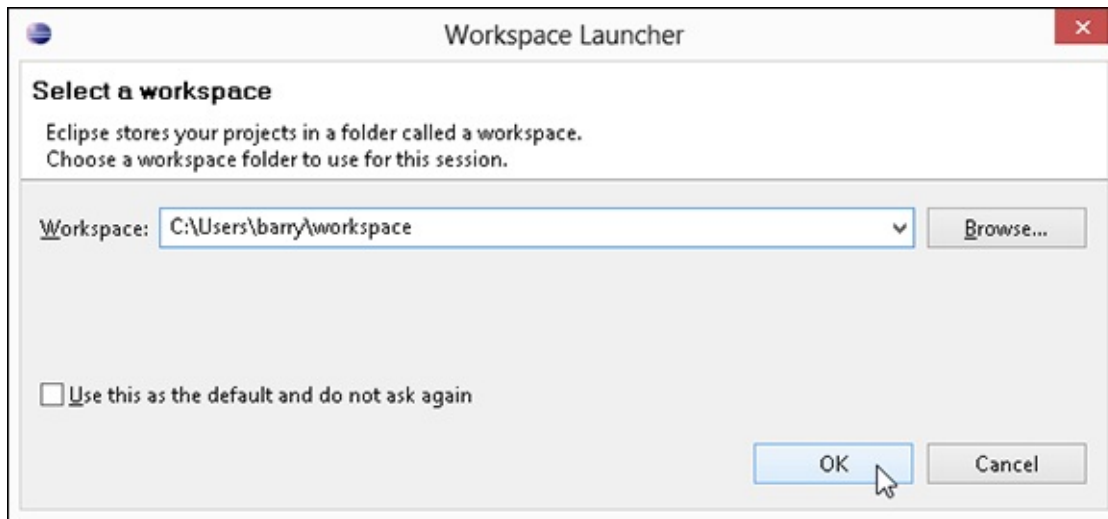 Workspace Launcher
Select a workspace
Eclipse stores your projects in a folder called a workspace.
Choose a workspace folder to use for this session.
Workspace: C:\Users\barry\workspace Browse...
Use this as the default and do not ask again
OK Cancel